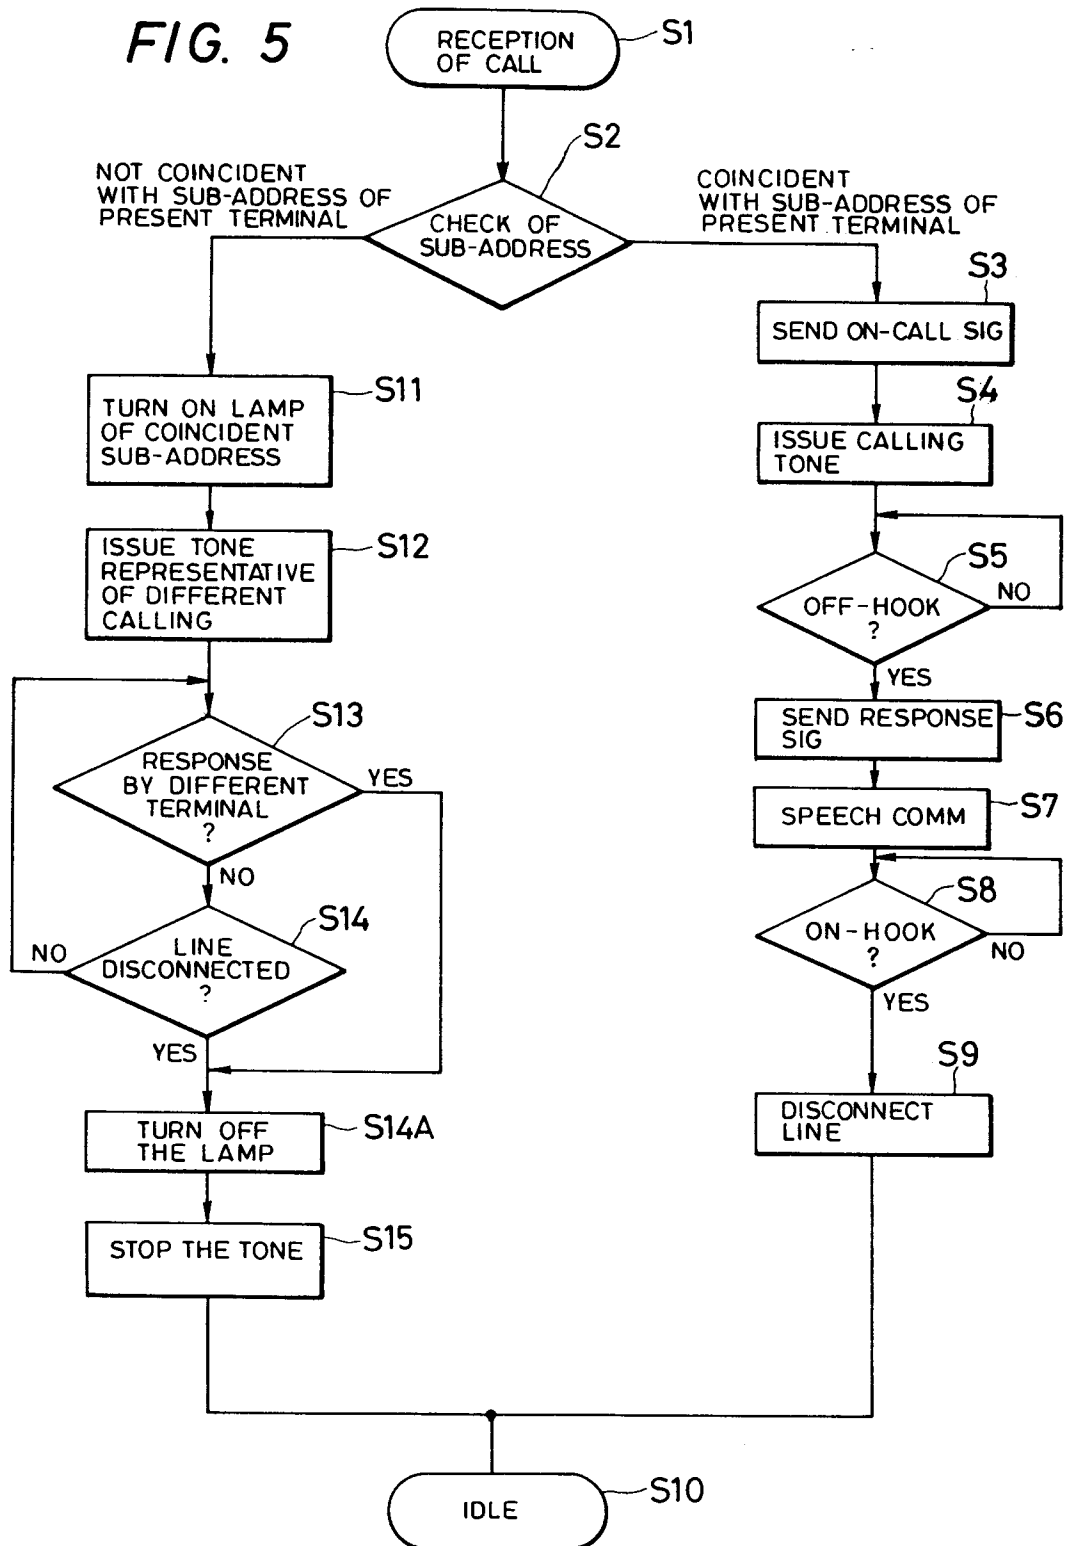 FIG. 5
RECEPTION
OF CALL
S1
S2
CHECK OF
SUB-ADDRESS
NOT COINCIDENT
WITH SUB-ADDRESS OF
PRESENT TERMINAL
COINCIDENT
WITH SUB-ADDRESS OF
PRESENT TERMINAL
S3
SEND ON-CALL SIG
S4
ISSUE CALLING
TONE
S5
OFF-HOOK
?
NO
YES
SEND RESPONSE
SIG
S6
SPEECH COMM
S7
S8
ON-HOOK
?
NO
YES
S9
DISCONNECT
LINE
S11
TURN ON LAMP
OF COINCIDENT
SUB-ADDRESS
S12
ISSUE TONE
REPRESENTATIVE
OF DIFFERENT
CALLING
S13
RESPONSE
BY DIFFERENT
TERMINAL
?
YES
NO
S14
LINE
DISCONNECTED
?
NO
YES
TURN OFF
THE LAMP
S14A
STOP THE TONE
S15
IDLE
S10